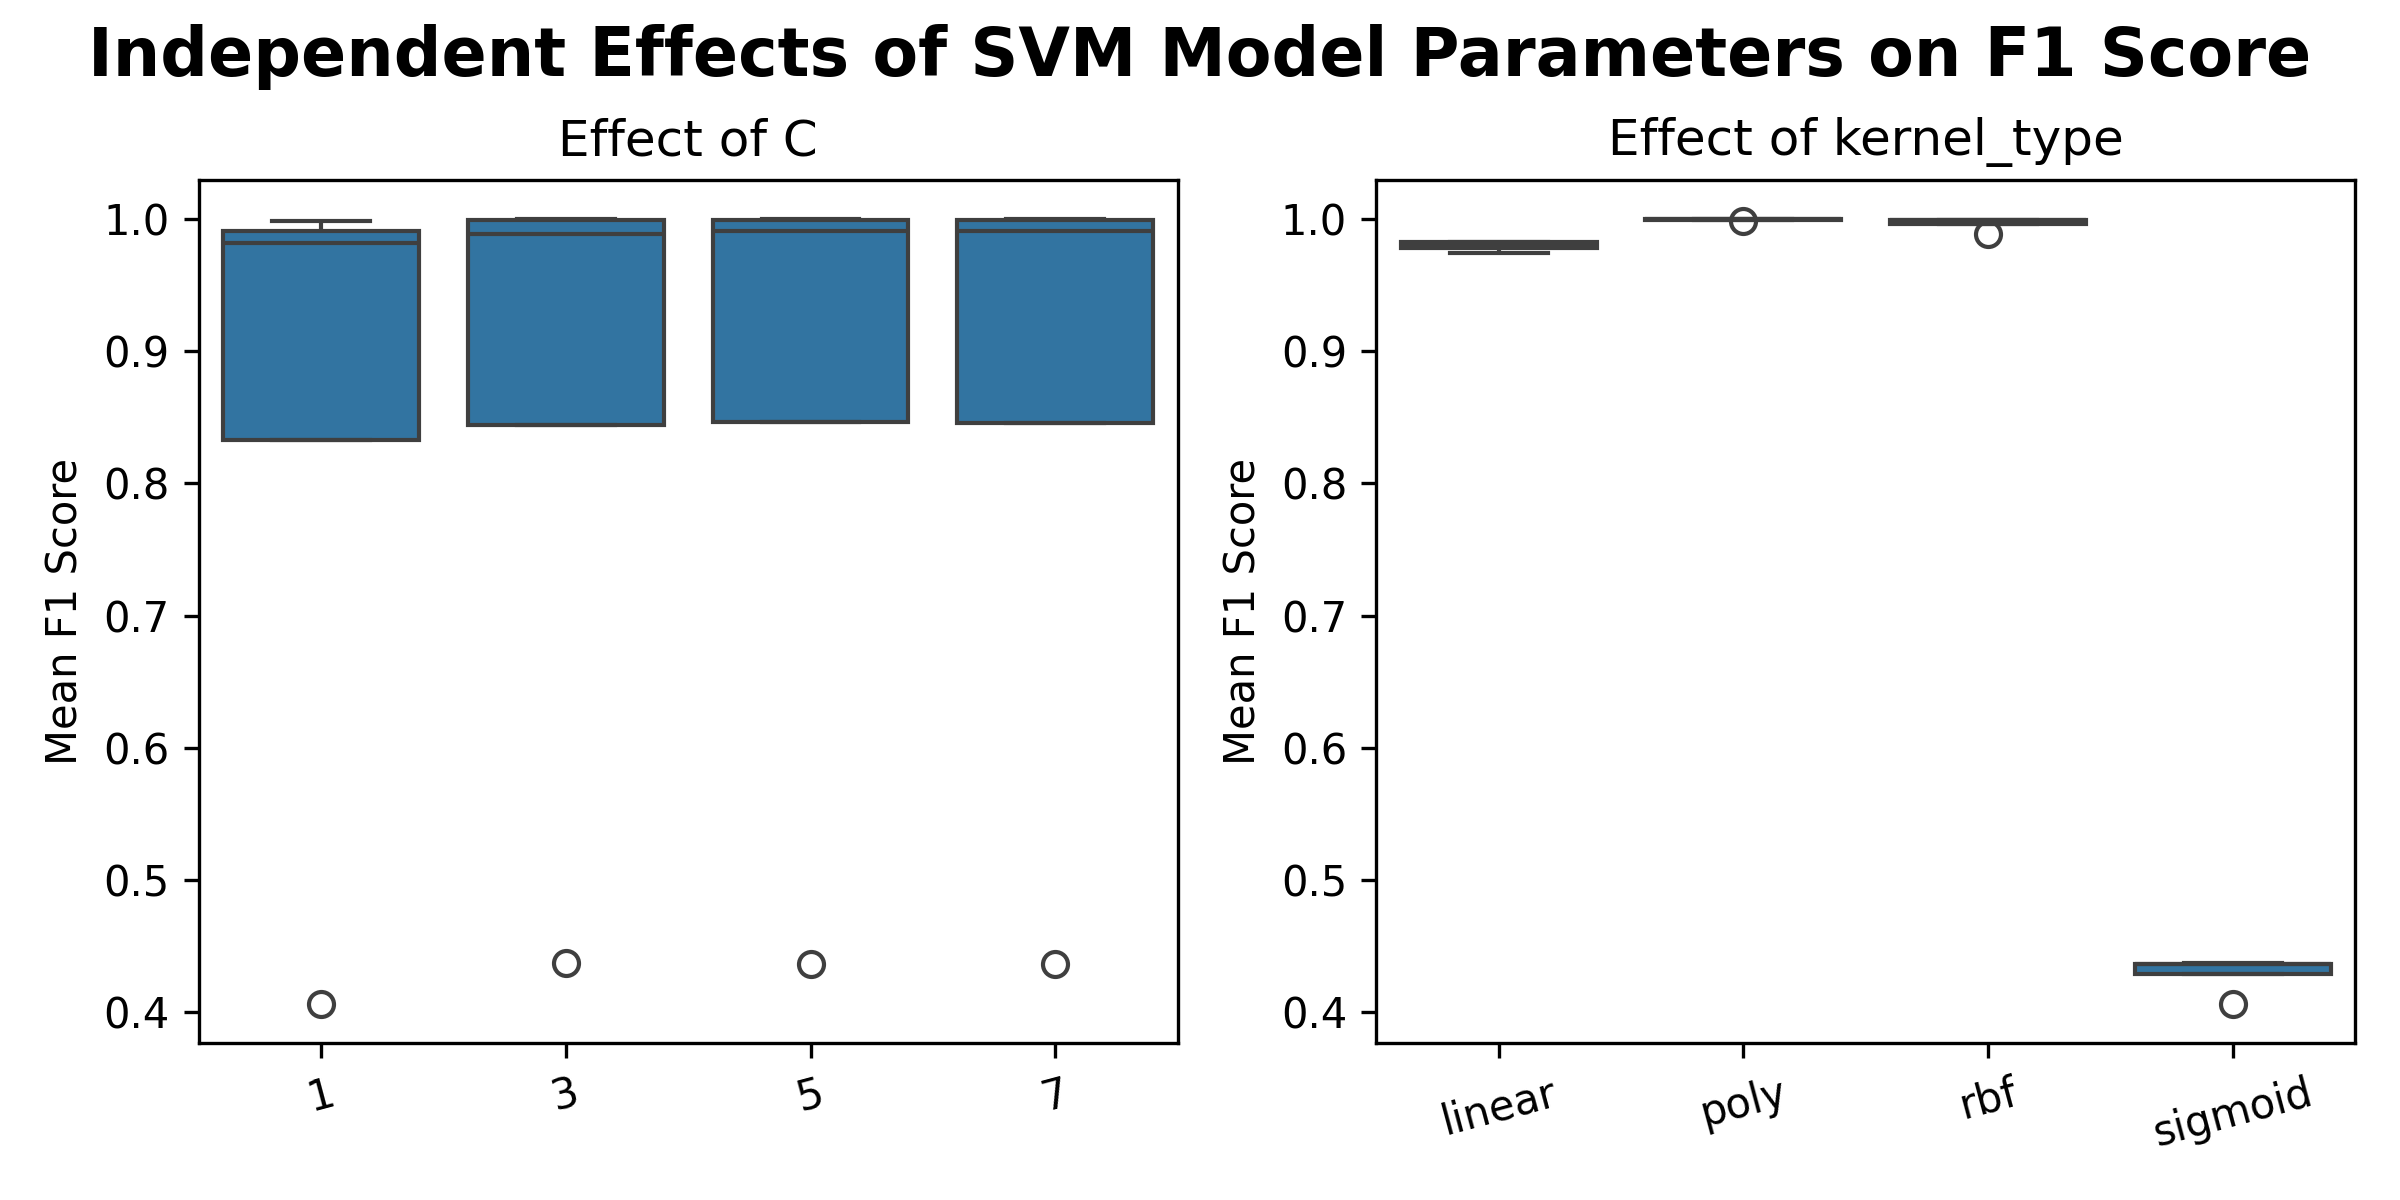 Independent Effects of SVM Model Parameters on F1 Score
Effect of C
Mean F1 Score
1.0
0.9
0.8
0.7
0.6
0.5
0.4
1 3 5 7
Effect of kernel_type
Mean F1 Score
1.0
0.9
0.8
0.7
0.6
0.5
0.4
linear poly rbf sigmoid